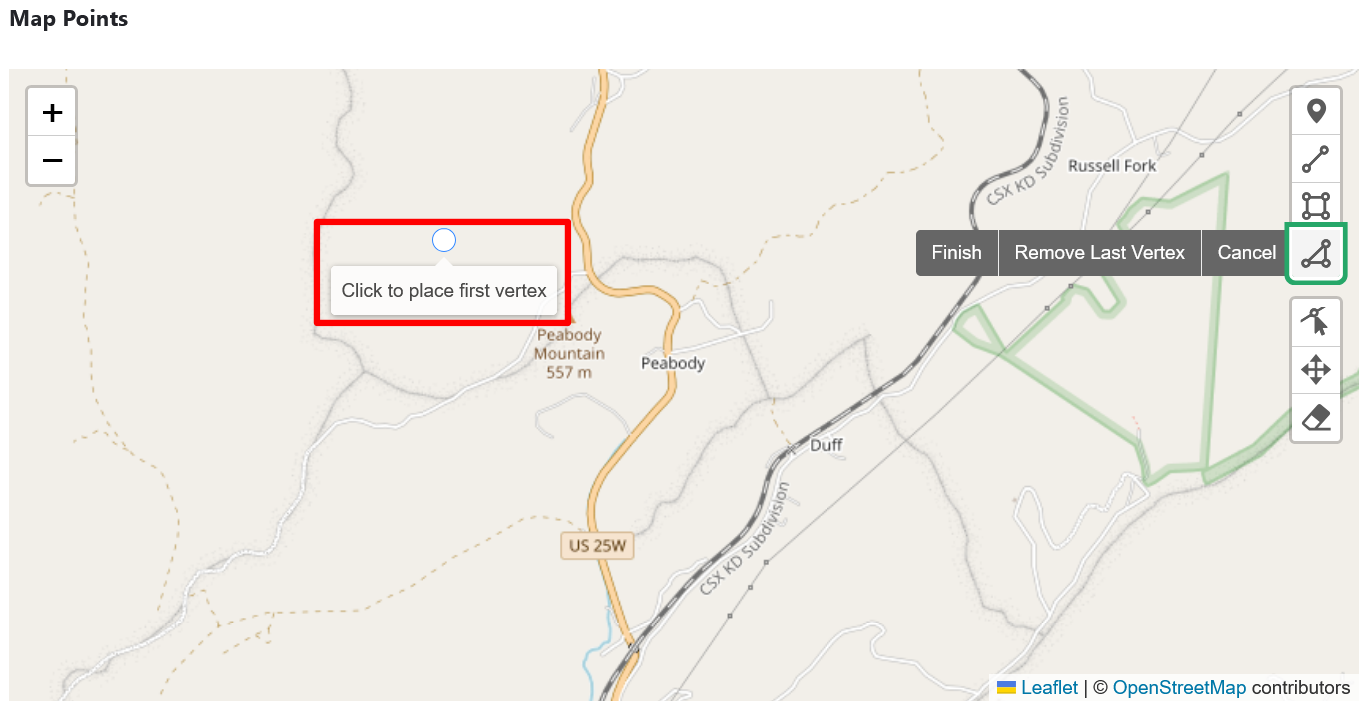 Map Points
+
−
CSX KD Subdivision
Russell Fork
Finish
Remove Last Vertex
Cancel
Click to place first vertex
Peabody
Mountain
557 m
Peabody
Duff
US 25W
CSX KD Subdivision
Leaflet | © OpenStreetMap contributors